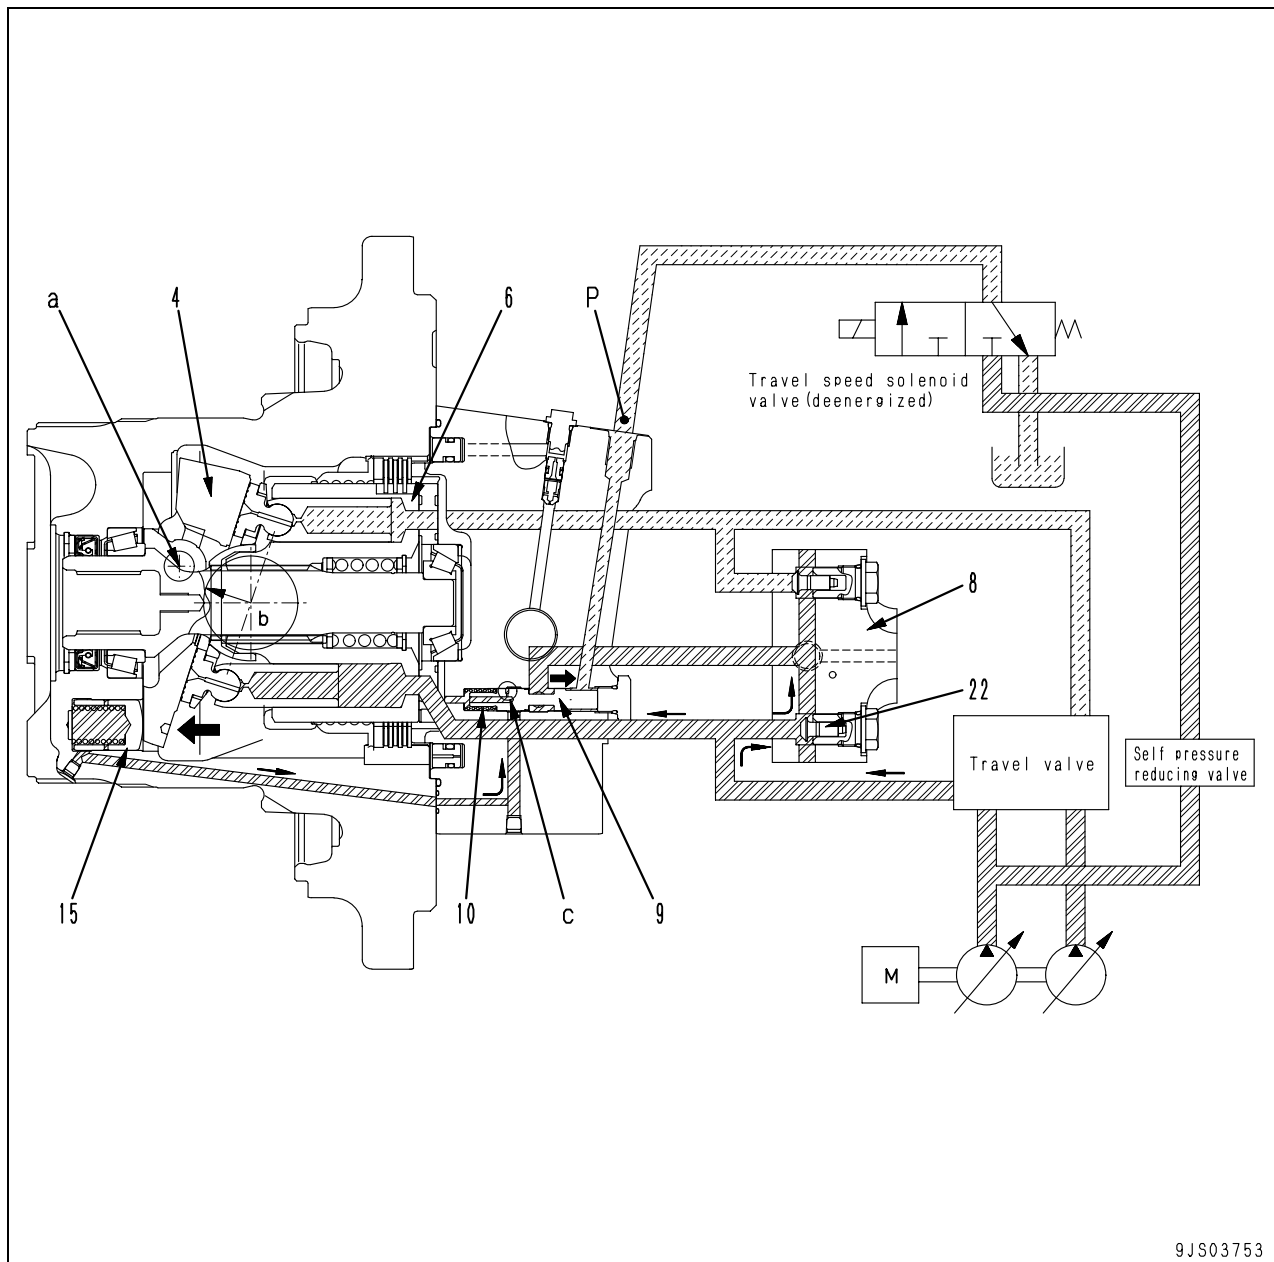 a
4
6
P
Travel speed solenoid
valve(deenergized)
b
8
22
Travel valve
Self pressure
reducing valve
15
10
c
9
M
9JS03753